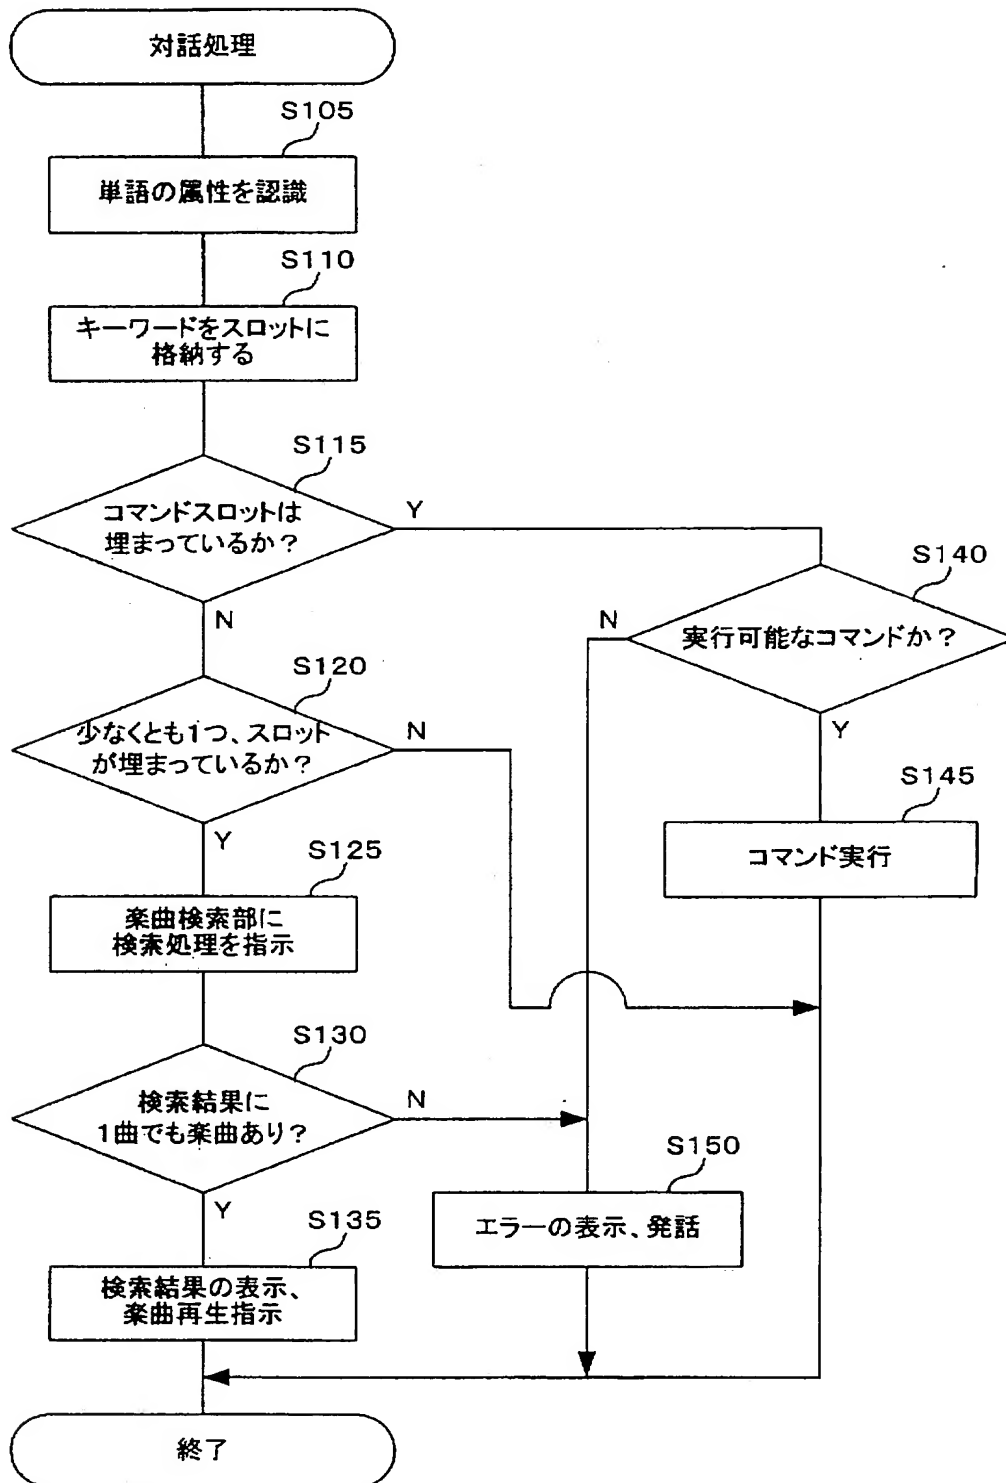 対話処理
S105
単語の属性を認識
S110
キーワードをスロットに
格納する
S115
コマンドスロットは
埋まっているか？
Y
N
S140
実行可能なコマンドか？
N
Y
S120
少なくとも1つ、スロット
が埋まっているか？
N
Y
S145
コマンド実行
S125
楽曲検索部に
検索処理を指示
S130
検索結果に
1曲でも楽曲あり？
N
Y
S150
エラーの表示、発話
S135
検索結果の表示、
楽曲再生指示
終了